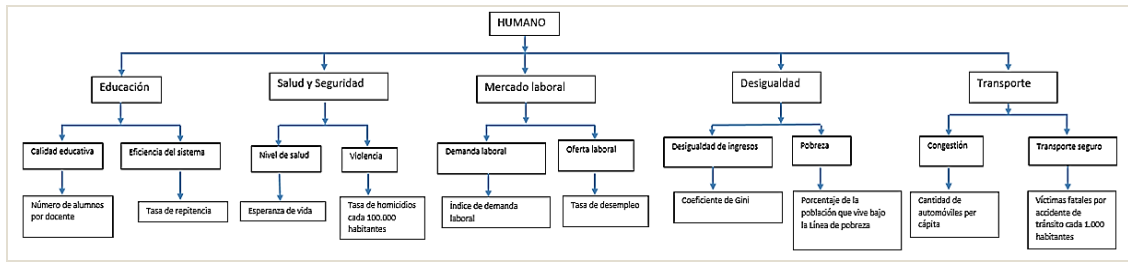 HUMANO
Educación
Salud y Seguridad
Mercado laboral
Desigualdad
Transporte
Calidad educativa
Eficiencia del sistema
Nivel de salud
Violencia
Demanda laboral
Oferta laboral
Desigualdad de ingresos
Pobreza
Congestión
Transporte seguro
Número de alumnos
por docente
Tasa de repitencia
Esperanza de vida
Tasa de homicidios
cada 100.000
habitantes
Índice de demanda
laboral
Tasa de desempleo
Coeficiente de Gini
Porcentaje de la
población que vive bajo
la Línea de pobreza
Cantidad de
automóviles per
cápita
Víctimas fatales por
accidente de
tránsito cada 1.000
habitantes